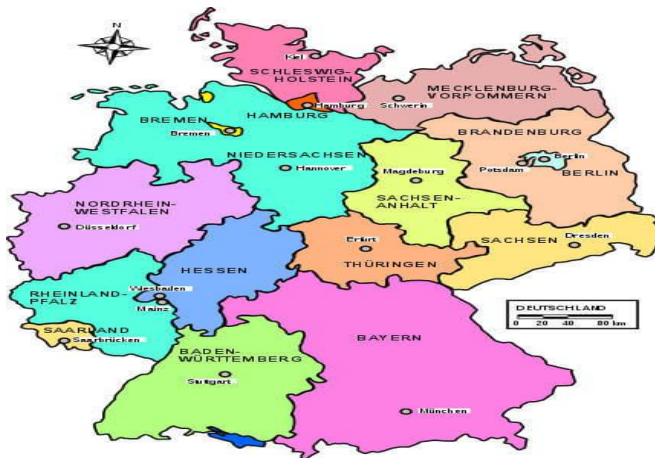 N
Kiel
SCHLESWIG-
HOLSTEIN
MECKLENBURG-
VORPOMMERN
Schwerin
Hamburg
HAMBURG
BREMEN
Bremen
BRANDENBURG
NIEDERSACHSEN
Hannover
Magdeburg
Potsdam
Berlin
BERLIN
SACHSEN-
ANHALT
NORDRHEIN-
WESTFALEN
Düsseldorf
Erfurt
THÜRINGEN
SACHSEN
Dresden
HESSEN
Wiesbaden
Mainz
RHEINLAND-
PFALZ
SAARLAND
Saarbrücken
DEUTSCHLAND
0 20 40 60 80 km
BAYERN
BADEN-
WÜRTTEMBERG
Stuttgart
München